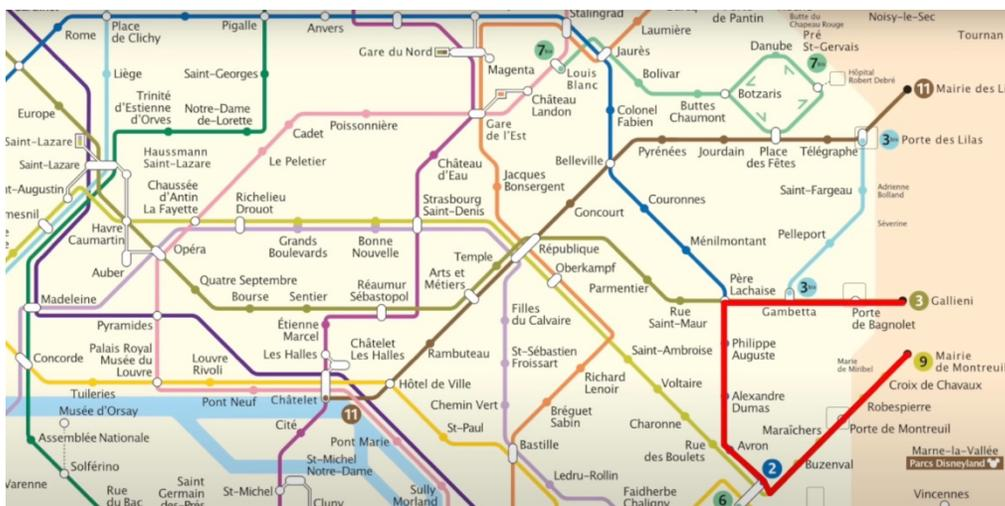 Rome
Place
de Clichy
Pigalle
Anvers
Stalingrad
Laumière
de Pantin
Butte du
Chapeau Rouge
Pré
St-Gervais
Noisy-le-Sec
Tournan
Gare du Nord
Magenta
7bis
Louis
Blanc
Jaurès
Danube
7bis
Hôpital
Robert Debré
Liège
Saint-Georges
Bolivar
Botzaris
Buttes
Chaumont
11
Mairie des Li
Europe
Trinité
d'Estienne
d'Orves
Notre-Dame
de-Lorette
Poissonnière
Château
Landon
Gare
de l'Est
Colonel
Fabien
Cadet
Saint-Lazare
Saint-Lazare
Haussmann
Saint-Lazare
Le Peletier
Château
d'Eau
Belleville
Pyrénées
Jourdain
Place
des Fêtes
Télégraphe
3bis
Porte des Lilas
t-Augustin
Chaussée
d'Antin
La Fayette
Richelieu
Drouot
Strasbourg
Saint-Denis
Jacques
Bonsergent
Goncourt
Couronnes
Saint-Fargeau
Adrienne
Bolland
mesnil
Havre
Caumartin
Auber
Opéra
Grands
Boulevards
Bonne
Nouvelle
Temple
République
Ménilmontant
Pelleport
Séverine
Quatre Septembre
Bourse
Sentier
Réaumur
Sébastopol
Arts et
Métiers
Oberkampf
Parmentier
Père
Lachaise
3bis
Gambetta
Porte
de Bagnolet
3
Gallieni
Madeleine
Pyramides
Étienne
Marcel
Filles
du Calvaire
Rue
Saint-Maur
Concorde
Palais Royal
Musée du
Louvre
Louvre
Rivoli
Les Halles
Châtelet
Les Halles
Rambuteau
St-Sébastien
Froissart
Saint-Ambroise
Philippe
Auguste
Marie
de Miribel
9
Mairie
de Montreuil
Tuileries
Pont Neuf
Châtelet
11
Hôtel de Ville
Richard
Lenoir
Voltaire
Alexandre
Dumas
Croix de Chavaux
Robespierre
Musée d'Orsay
Assemblée Nationale
Cité
Pont Marie
St-Paul
Chemin Vert
Bréguet
Sabin
Charonne
Maraîchers
Porte de Montreuil
Solférino
St-Michel
Notre-Dame
Bastille
Rue
des Boulets
Avron
2
Buzenval
Marne-la-Vallée
Parcs Disneyland
Varenne
Rue
du Bac
Saint
Germain
des-Prés
St-Michel
Cluny
Sully
Morland
Ledru-Rollin
Faidherbe
Chaligny
6
Vincennes